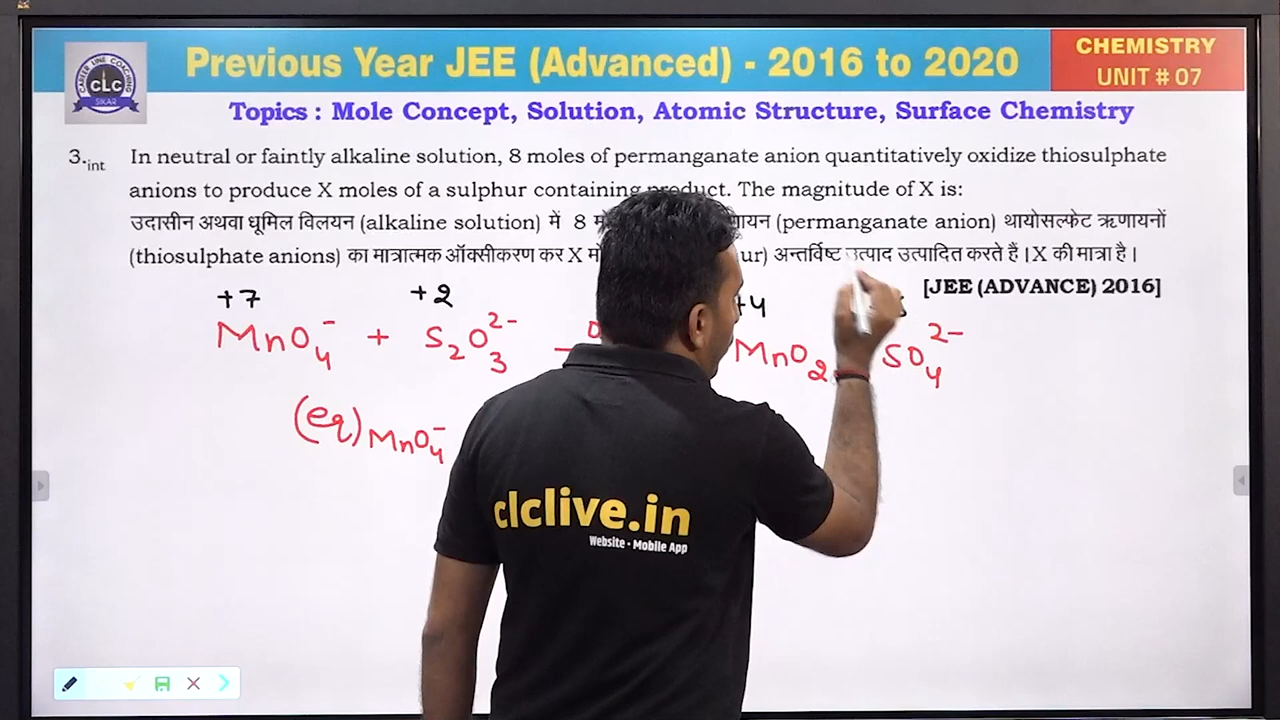 Previous Year JEE (Advanced) - 2016 to 2020
CHEMISTRY
UNIT # 07
CAREER LINE COACHING
CLC
SIKAR
Topics : Mole Concept, Solution, Atomic Structure, Surface Chemistry
3.int In neutral or faintly alkaline solution, 8 moles of permanganate anion quantitatively oxidize thiosulphate
anions to produce X moles of a sulphur containing product. The magnitude of X is:
उदासीन अथवा धूमिल विलयन (alkaline solution) में 8 (permanganate anion) थायोसल्फेट ऋणायनों
(thiosulphate anions) का मात्रात्मक ऑक्सीकरण कर X अन्तर्विष्ट उत्पाद उत्पादित करते हैं । X की मात्रा है ।
[JEE (ADVANCE) 2016]
+7 +2 +4
MnO₄⁻ + S₂O₃²⁻ MnO₂ SO₄²⁻
(eq)MnO₄⁻
clclive.in
Website • Mobile App